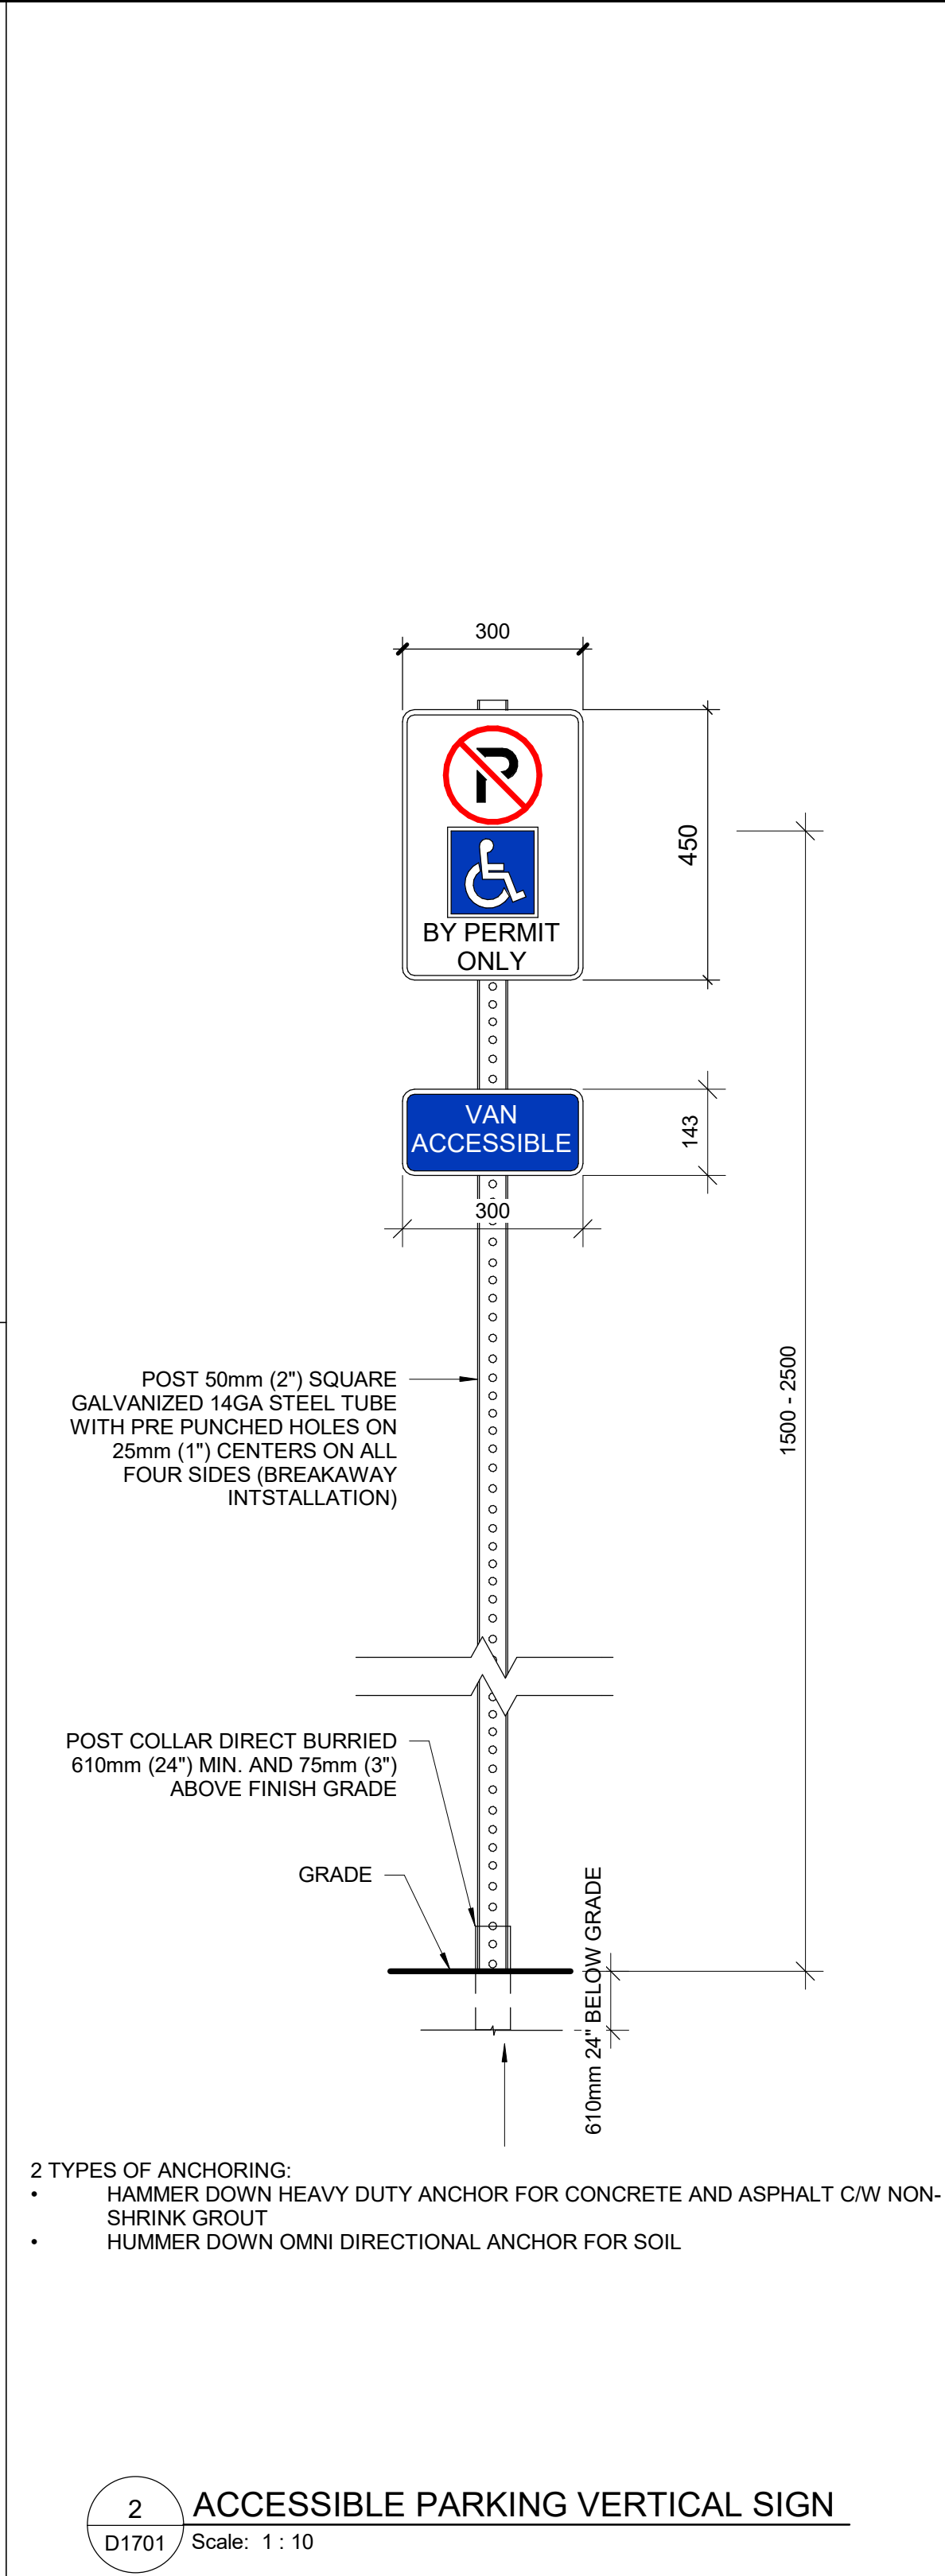 300
P
450
BY PERMIT
ONLY
VAN
ACCESSIBLE
143
300
1500 - 2500
POST 50mm (2") SQUARE
GALVANIZED 14GA STEEL TUBE
WITH PRE PUNCHED HOLES ON
25mm (1") CENTERS ON ALL
FOUR SIDES (BREAKAWAY
INTSTALLATION)
POST COLLAR DIRECT BURRIED
610mm (24") MIN. AND 75mm (3")
ABOVE FINISH GRADE
GRADE
610mm 24" BELOW GRADE
2 TYPES OF ANCHORING:
• HAMMER DOWN HEAVY DUTY ANCHOR FOR CONCRETE AND ASPHALT C/W NON-
SHRINK GROUT
• HUMMER DOWN OMNI DIRECTIONAL ANCHOR FOR SOIL
2
ACCESSIBLE PARKING VERTICAL SIGN
D1701
Scale: 1 : 10